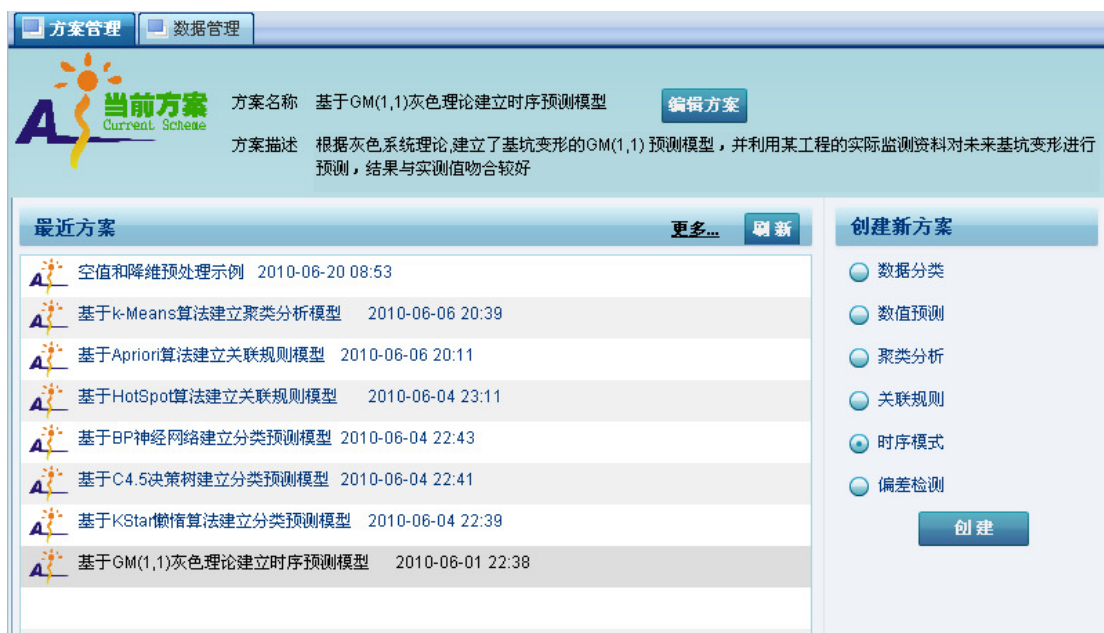 方案管理 数据管理
当前方案
Current Scheme
方案名称 基于GM(1,1)灰色理论建立时序预测模型 编辑方案
方案描述 根据灰色系统理论,建立了基坑变形的GM(1,1) 预测模型，并利用某工程的实际监测资料对未来基坑变形进行
预测，结果与实测值吻合较好
最近方案 更多... 刷新
空值和降维预处理示例 2010-06-20 08:53
基于k-Means算法建立聚类分析模型 2010-06-06 20:39
基于Apriori算法建立关联规则模型 2010-06-06 20:11
基于HotSpot算法建立关联规则模型 2010-06-04 23:11
基于BP神经网络建立分类预测模型 2010-06-04 22:43
基于C4.5决策树建立分类预测模型 2010-06-04 22:41
基于KStar懒惰算法建立分类预测模型 2010-06-04 22:39
基于GM(1,1)灰色理论建立时序预测模型 2010-06-01 22:38
创建新方案
数据分类
数值预测
聚类分析
关联规则
时序模式
偏差检测
创建